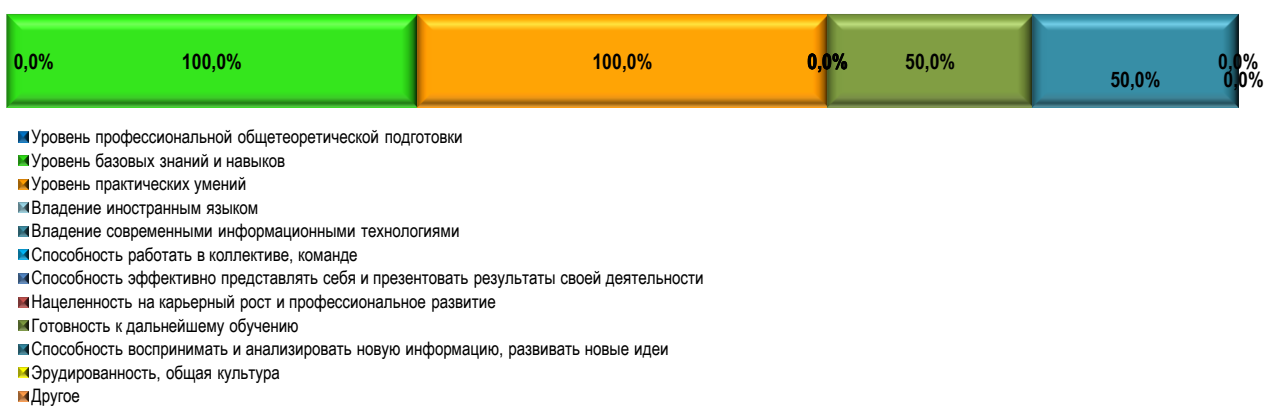 0,0% 100,0% 100,0% 0,0% 50,0% 50,0% 0,0%
0,0%
Уровень профессиональной общетеоретической подготовки
Уровень базовых знаний и навыков
Уровень практических умений
Владение иностранным языком
Владение современными информационными технологиями
Способность работать в коллективе, команде
Способность эффективно представлять себя и презентовать результаты своей деятельности
Нацеленность на карьерный рост и профессиональное развитие
Готовность к дальнейшему обучению
Способность воспринимать и анализировать новую информацию, развивать новые идеи
Эрудированность, общая культура
Другое